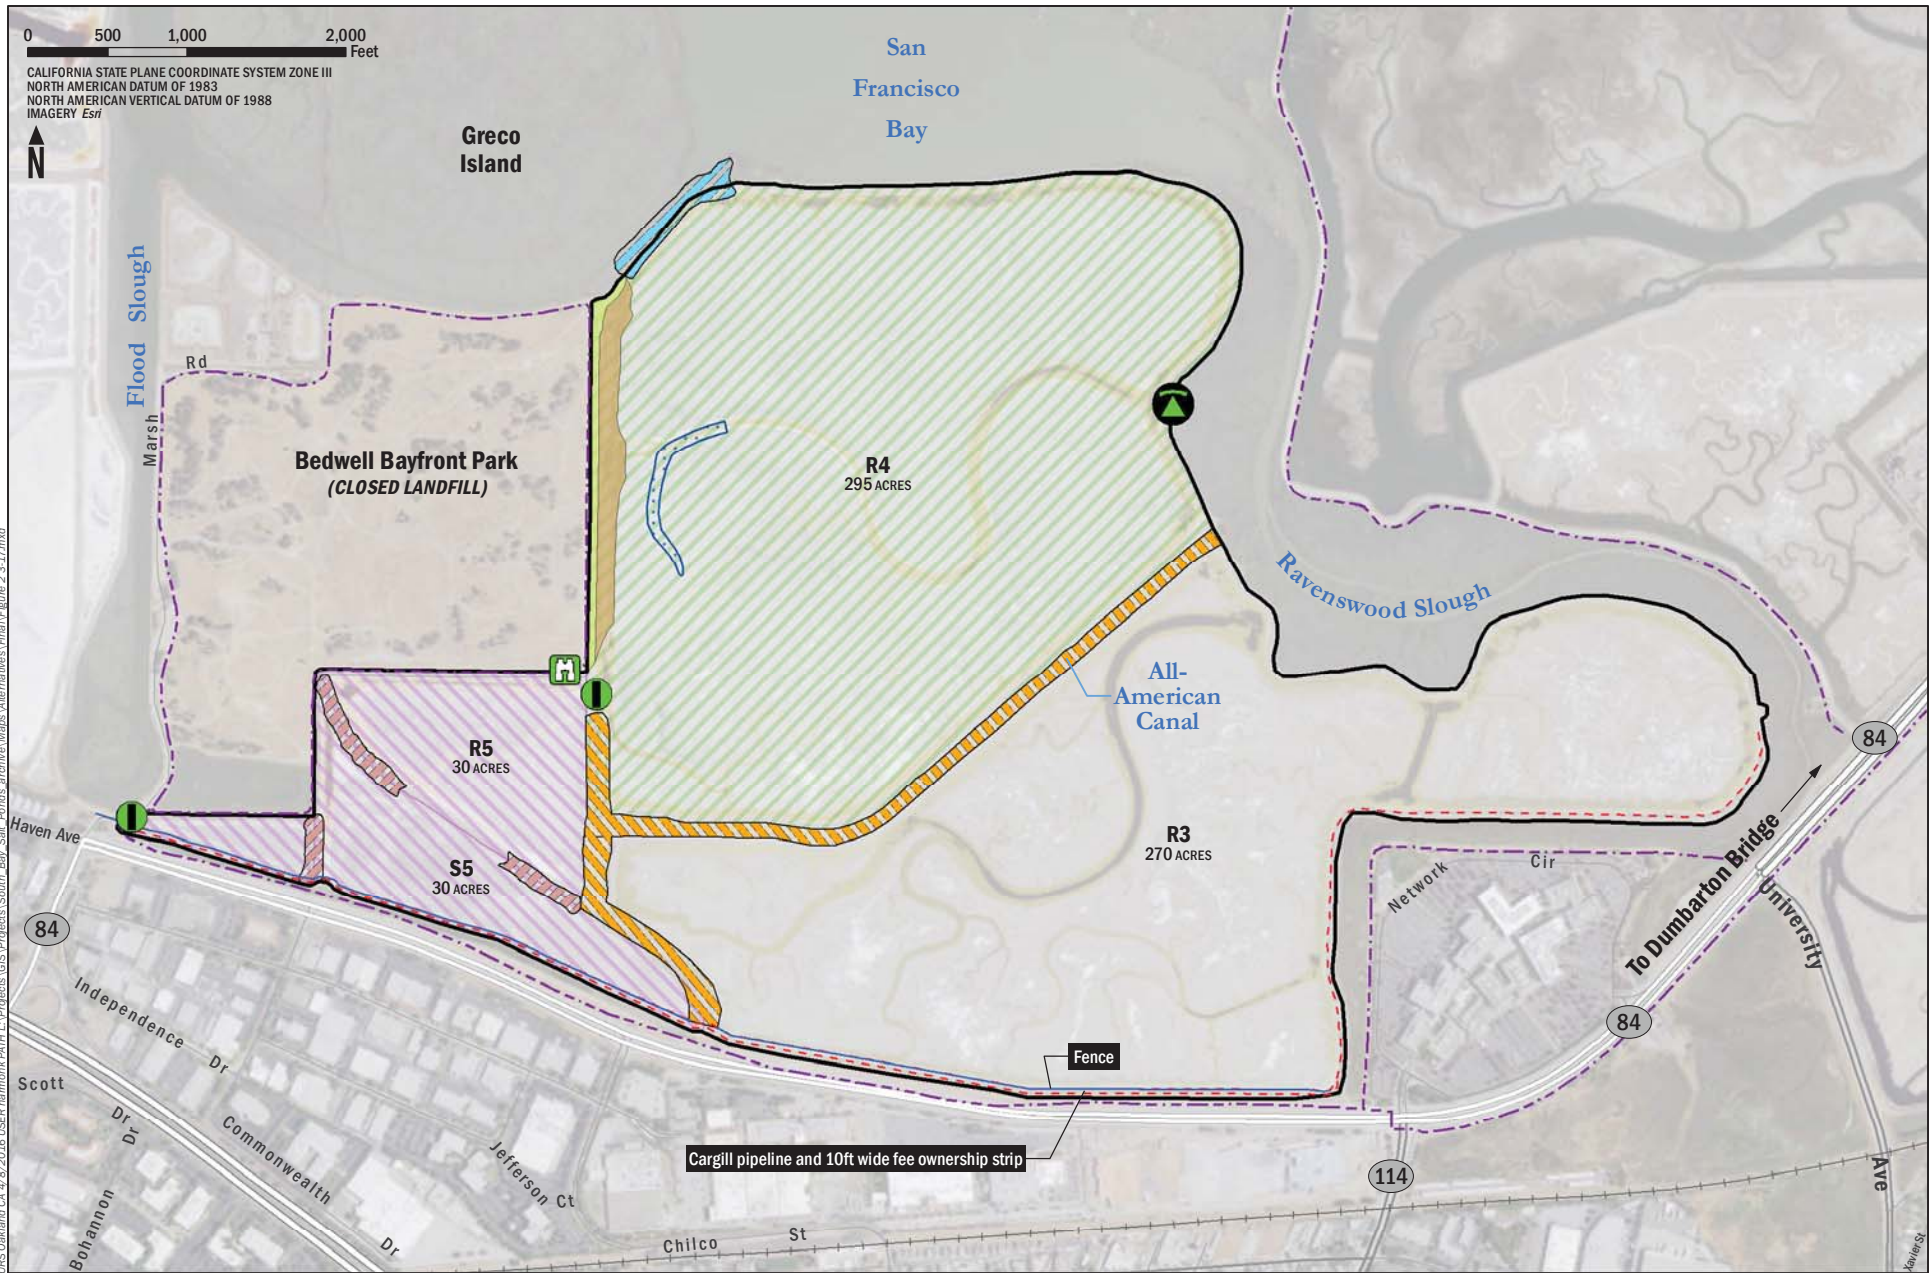 0 500 1,000 2,000
Feet
CALIFORNIA STATE PLANE COORDINATE SYSTEM ZONE III
NORTH AMERICAN DATUM OF 1983
NORTH AMERICAN VERTICAL DATUM OF 1988
IMAGERY Esri
N
San
Francisco
Bay
Greco
Island
Flood Slough
Rd
Marsh
Bedwell Bayfront Park
(CLOSED LANDFILL)
R4
295 ACRES
Ravenswood Slough
All-
American
Canal
R5
30 ACRES
S5
30 ACRES
R3
270 ACRES
84
To Dumbarton Bridge
Haven Ave
84
Network
Cir
University
84
Independence Dr
Fence
Scott
Dr
Dr
Commonwealth
Dr
Jefferson
Ct
Cargill pipeline and 10ft wide fee ownership strip
114
Ave
Bohannon
Chilco St
Xavier St